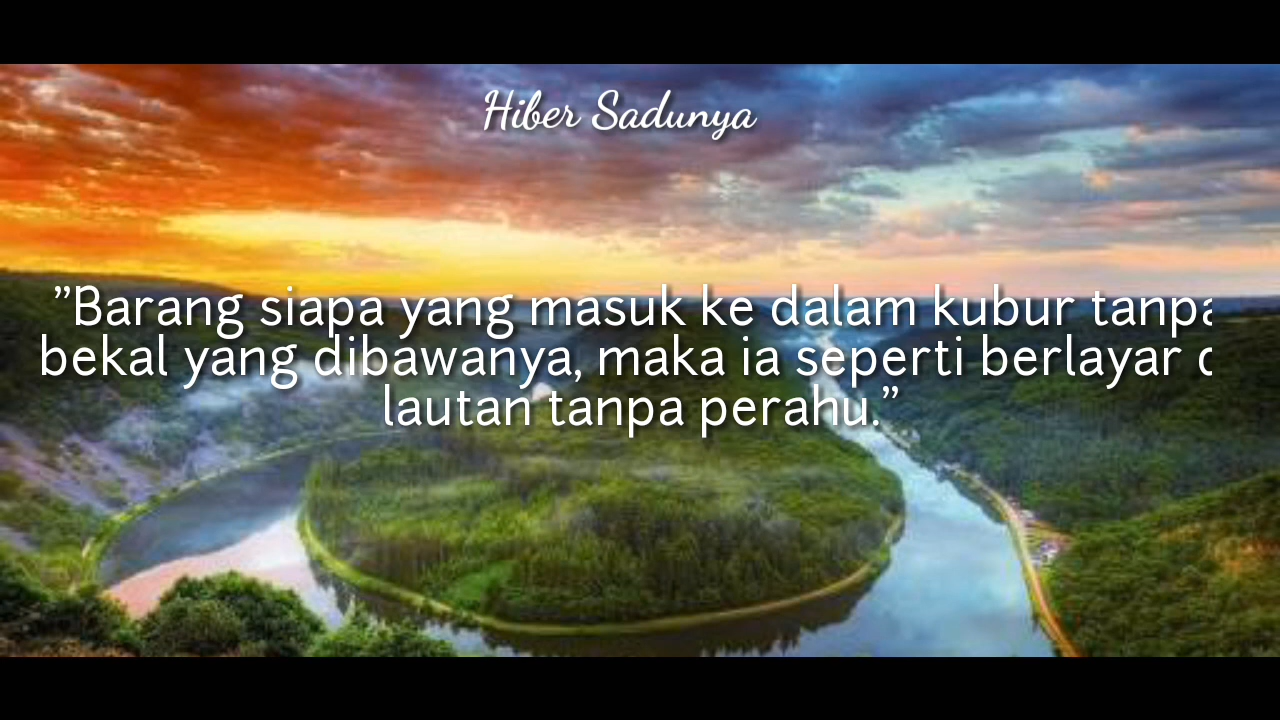 Hiber Sadunya
”Barang siapa yang masuk ke dalam kubur tanpa
bekal yang dibawanya, maka ia seperti berlayar
lautan tanpa perahu.”